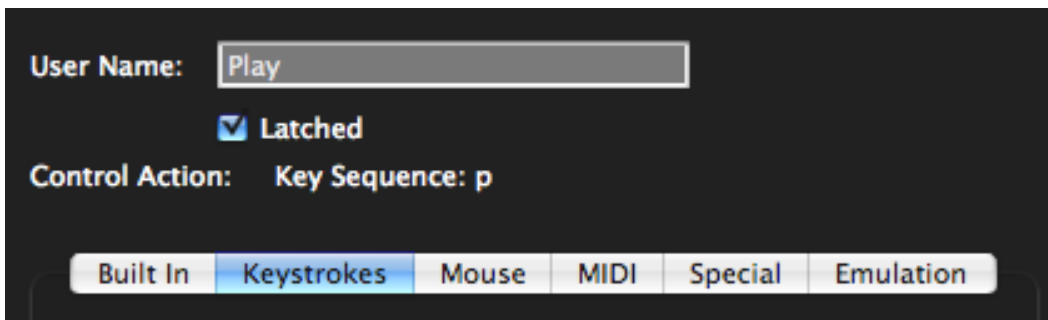 User Name: Play
Latched
Control Action: Key Sequence: p
Built In Keystrokes Mouse MIDI Special Emulation